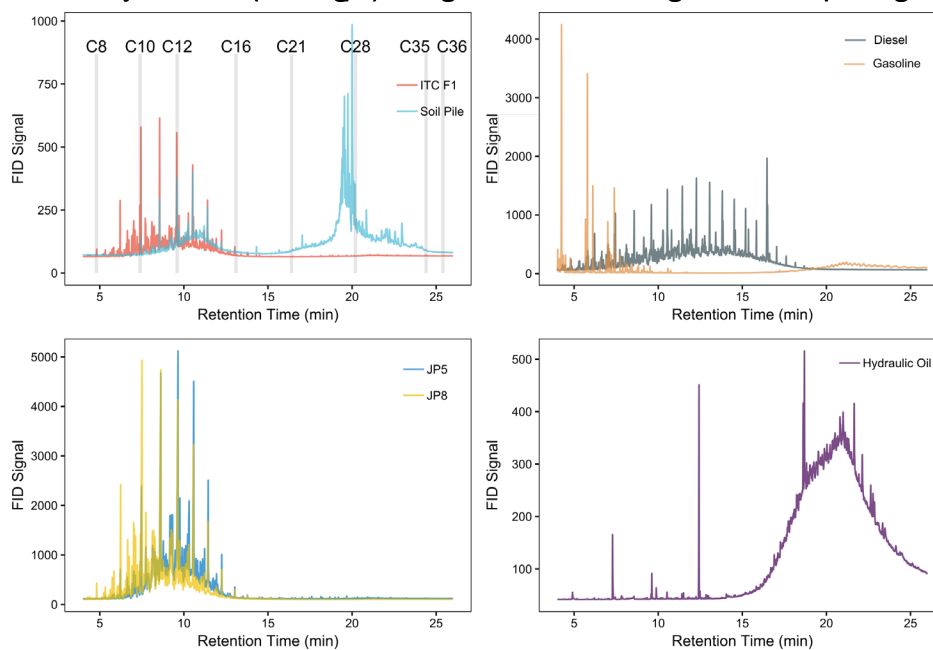 1000
750
500
250
0
C8 C10 C12 C16 C21 C28 C35 C36
ITC F1
Soil Pile
FID Signal
5 10 15 20 25
Retention Time (min)
4000
3000
2000
1000
0
Diesel
Gasoline
FID Signal
5 10 15 20 25
Retention Time (min)
5000
4000
3000
2000
1000
0
JP5
JP8
FID Signal
5 10 15 20 25
Retention Time (min)
500
400
300
200
100
Hydraulic Oil
FID Signal
5 10 15 20 25
Retention Time (min)